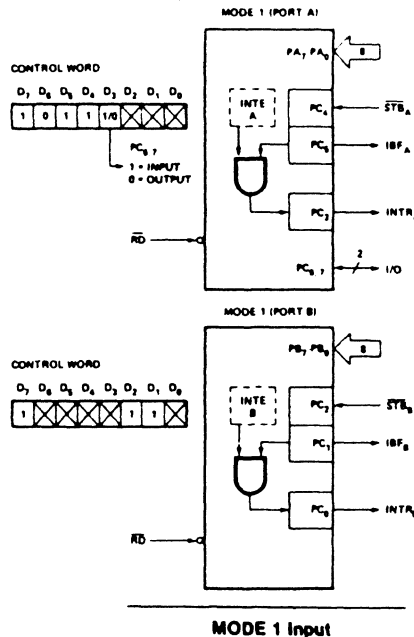 MODE 1 (PORT A)
PA7-PA0
8
CONTROL WORD
D7 D6 D5 D4 D3 D2 D1 D0
1 0 1 1 1/0
PC6,7
1 = INPUT
0 = OUTPUT
INTE
A
PC4
STBA
PC5
IBFA
PC3
INTR
RD
PC6,7
2
I/O
MODE 1 (PORT B)
PB7-PB0
8
CONTROL WORD
D7 D6 D5 D4 D3 D2 D1 D0
1 1 1
INTE
B
PC2
STBB
PC1
IBFB
PC0
INTR
RD
MODE 1 Input